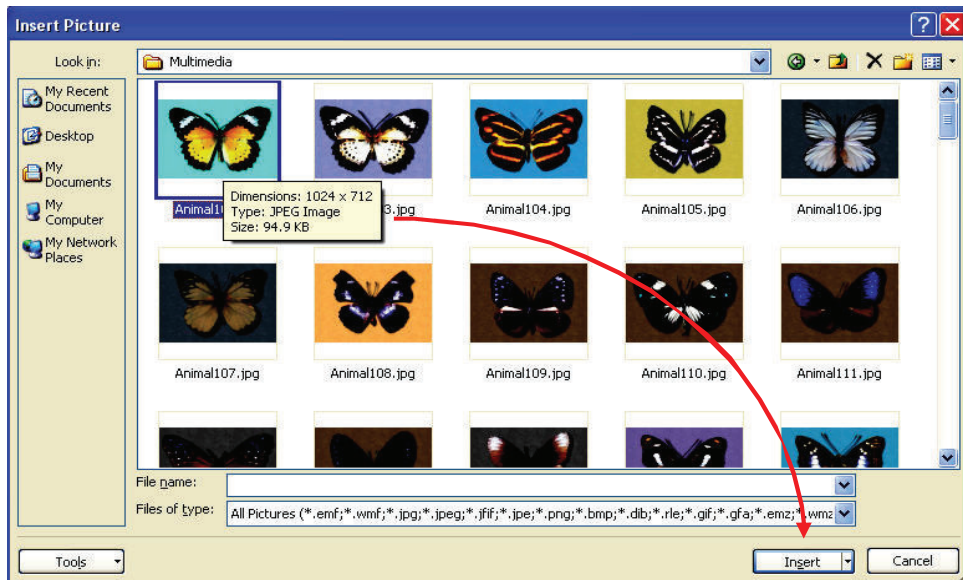 Insert Picture
Look in:
Multimedia
My Recent
Documents
Desktop
My
Documents
My
Computer
My Network
Places
Animal10
3.jpg
Animal104.jpg
Animal105.jpg
Animal106.jpg
Dimensions: 1024 x 712
Type: JPEG Image
Size: 94.9 KB
Animal107.jpg
Animal108.jpg
Animal109.jpg
Animal110.jpg
Animal111.jpg
File name:
Files of type:
All Pictures (*.emf;*.wmf;*.jpg;*.jpeg;*.jfif;*.jpe;*.png;*.bmp;*.dib;*.rle;*.gif;*.gfa;*.emz;*.wmz
Tools
Insert
Cancel